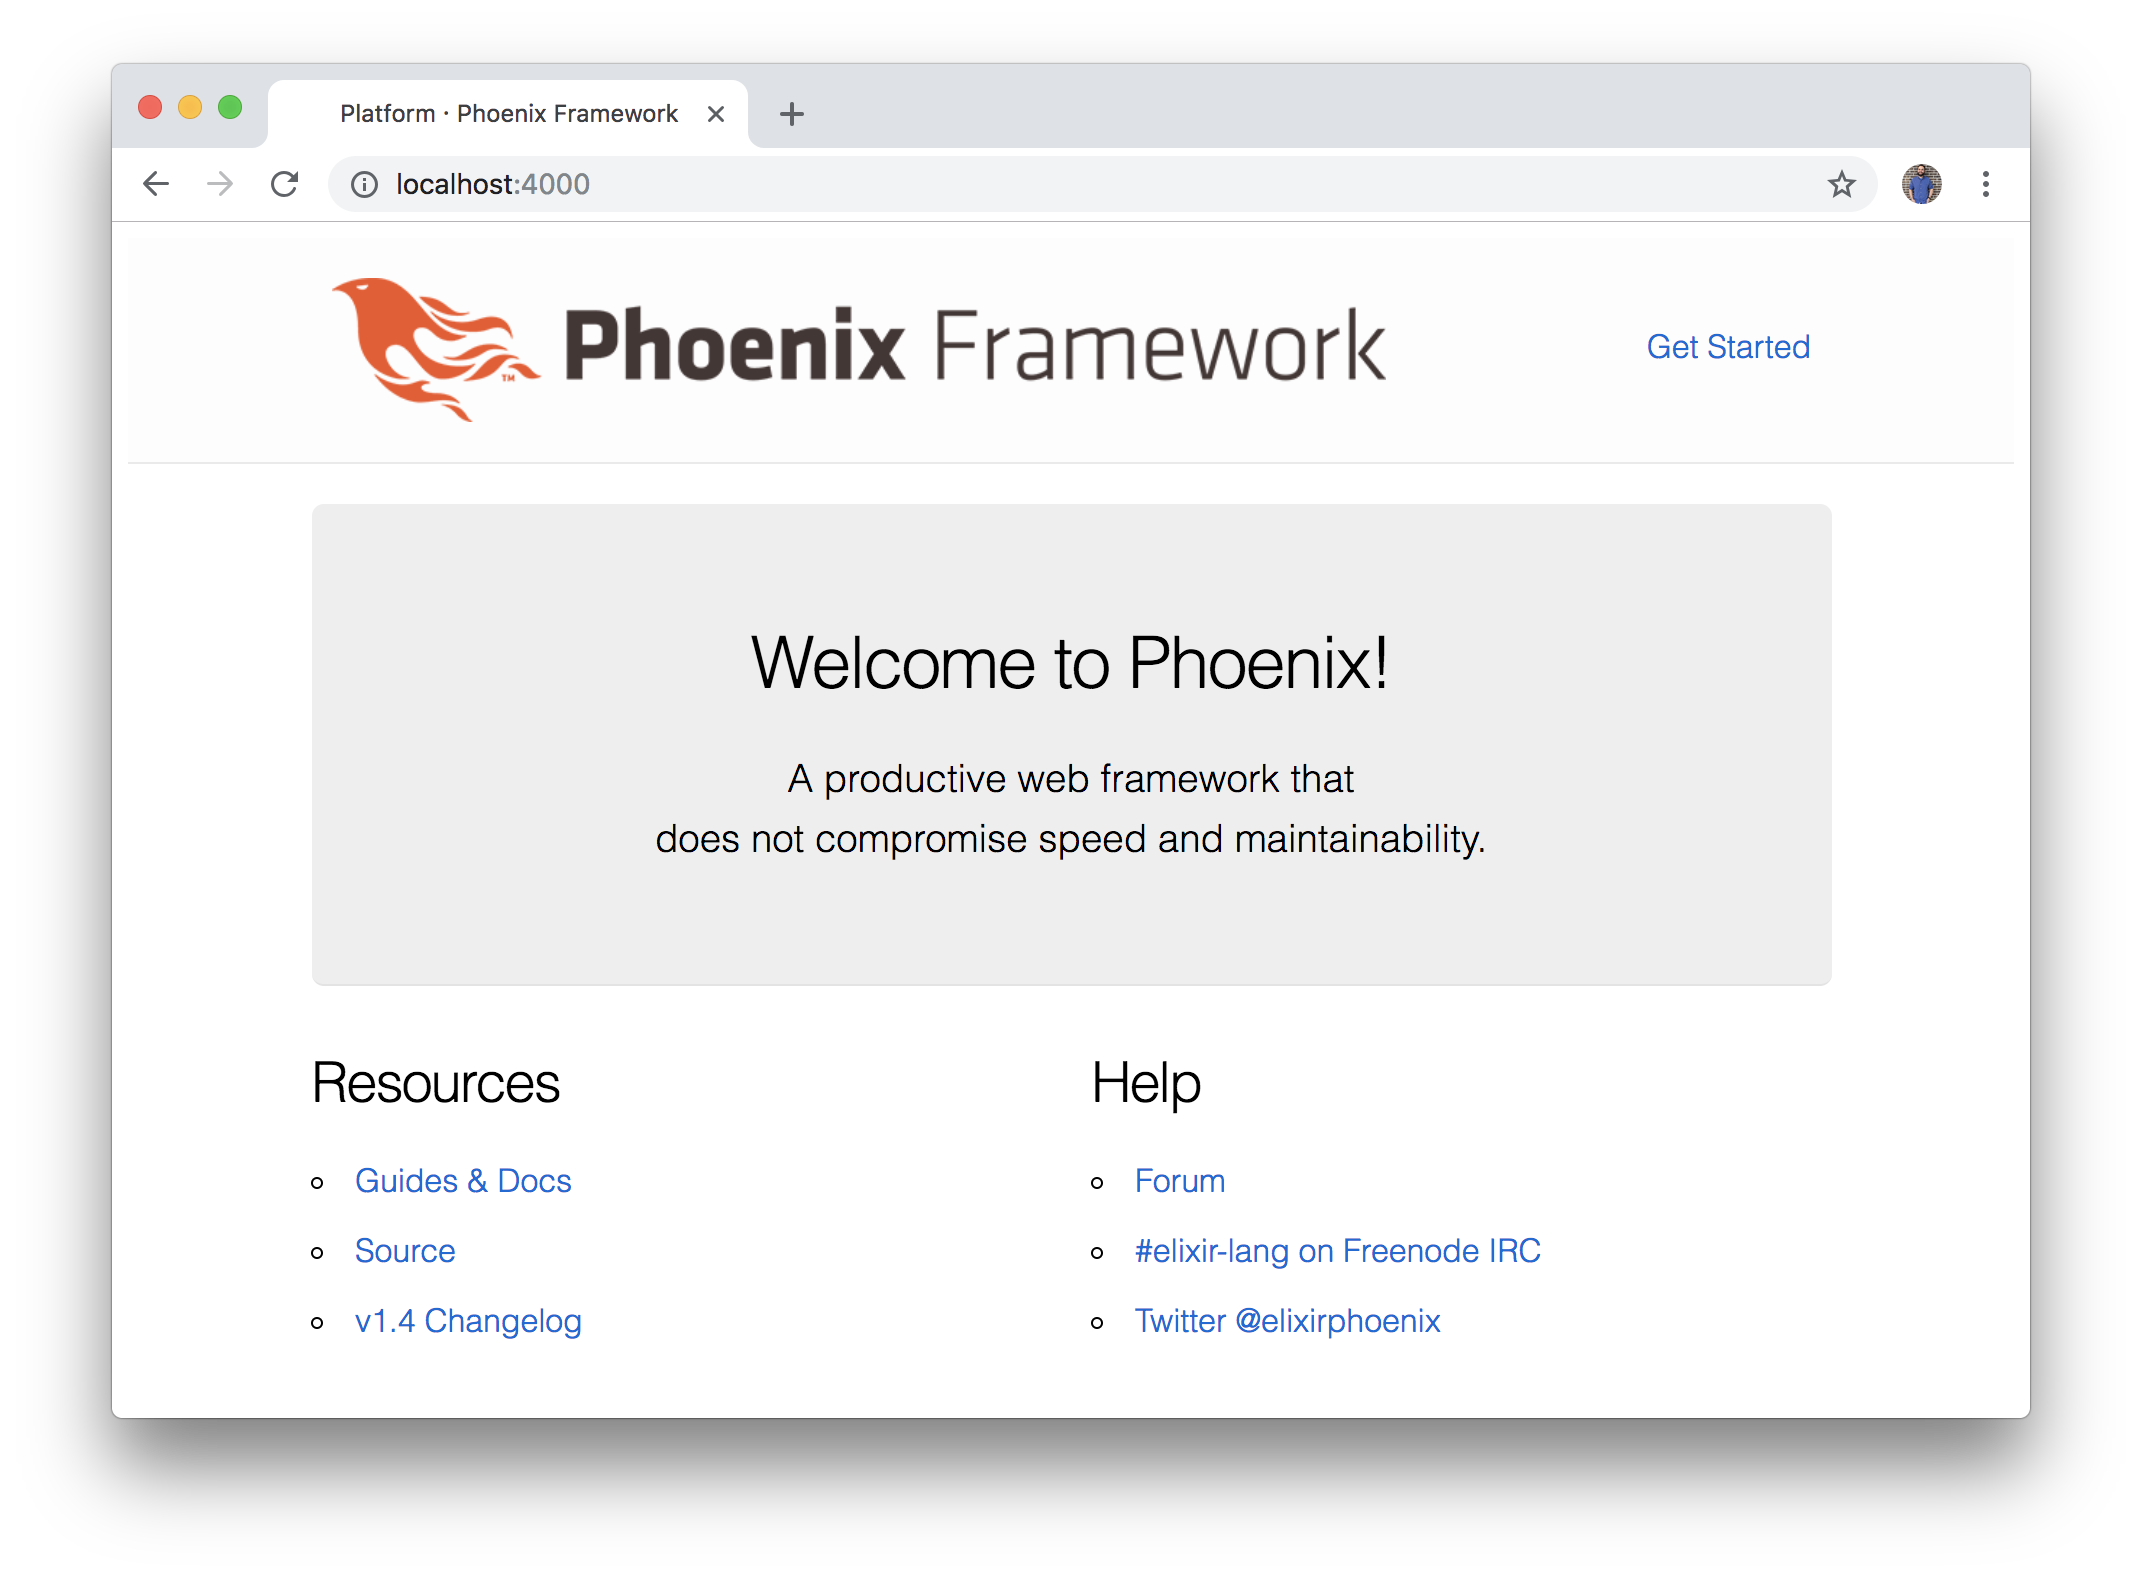 Platform · Phoenix Framework
localhost:4000
Phoenix Framework
TM
Get Started
Welcome to Phoenix!
A productive web framework that
does not compromise speed and maintainability.
Resources
Guides & Docs
Source
v1.4 Changelog
Help
Forum
#elixir-lang on Freenode IRC
Twitter @elixirphoenix